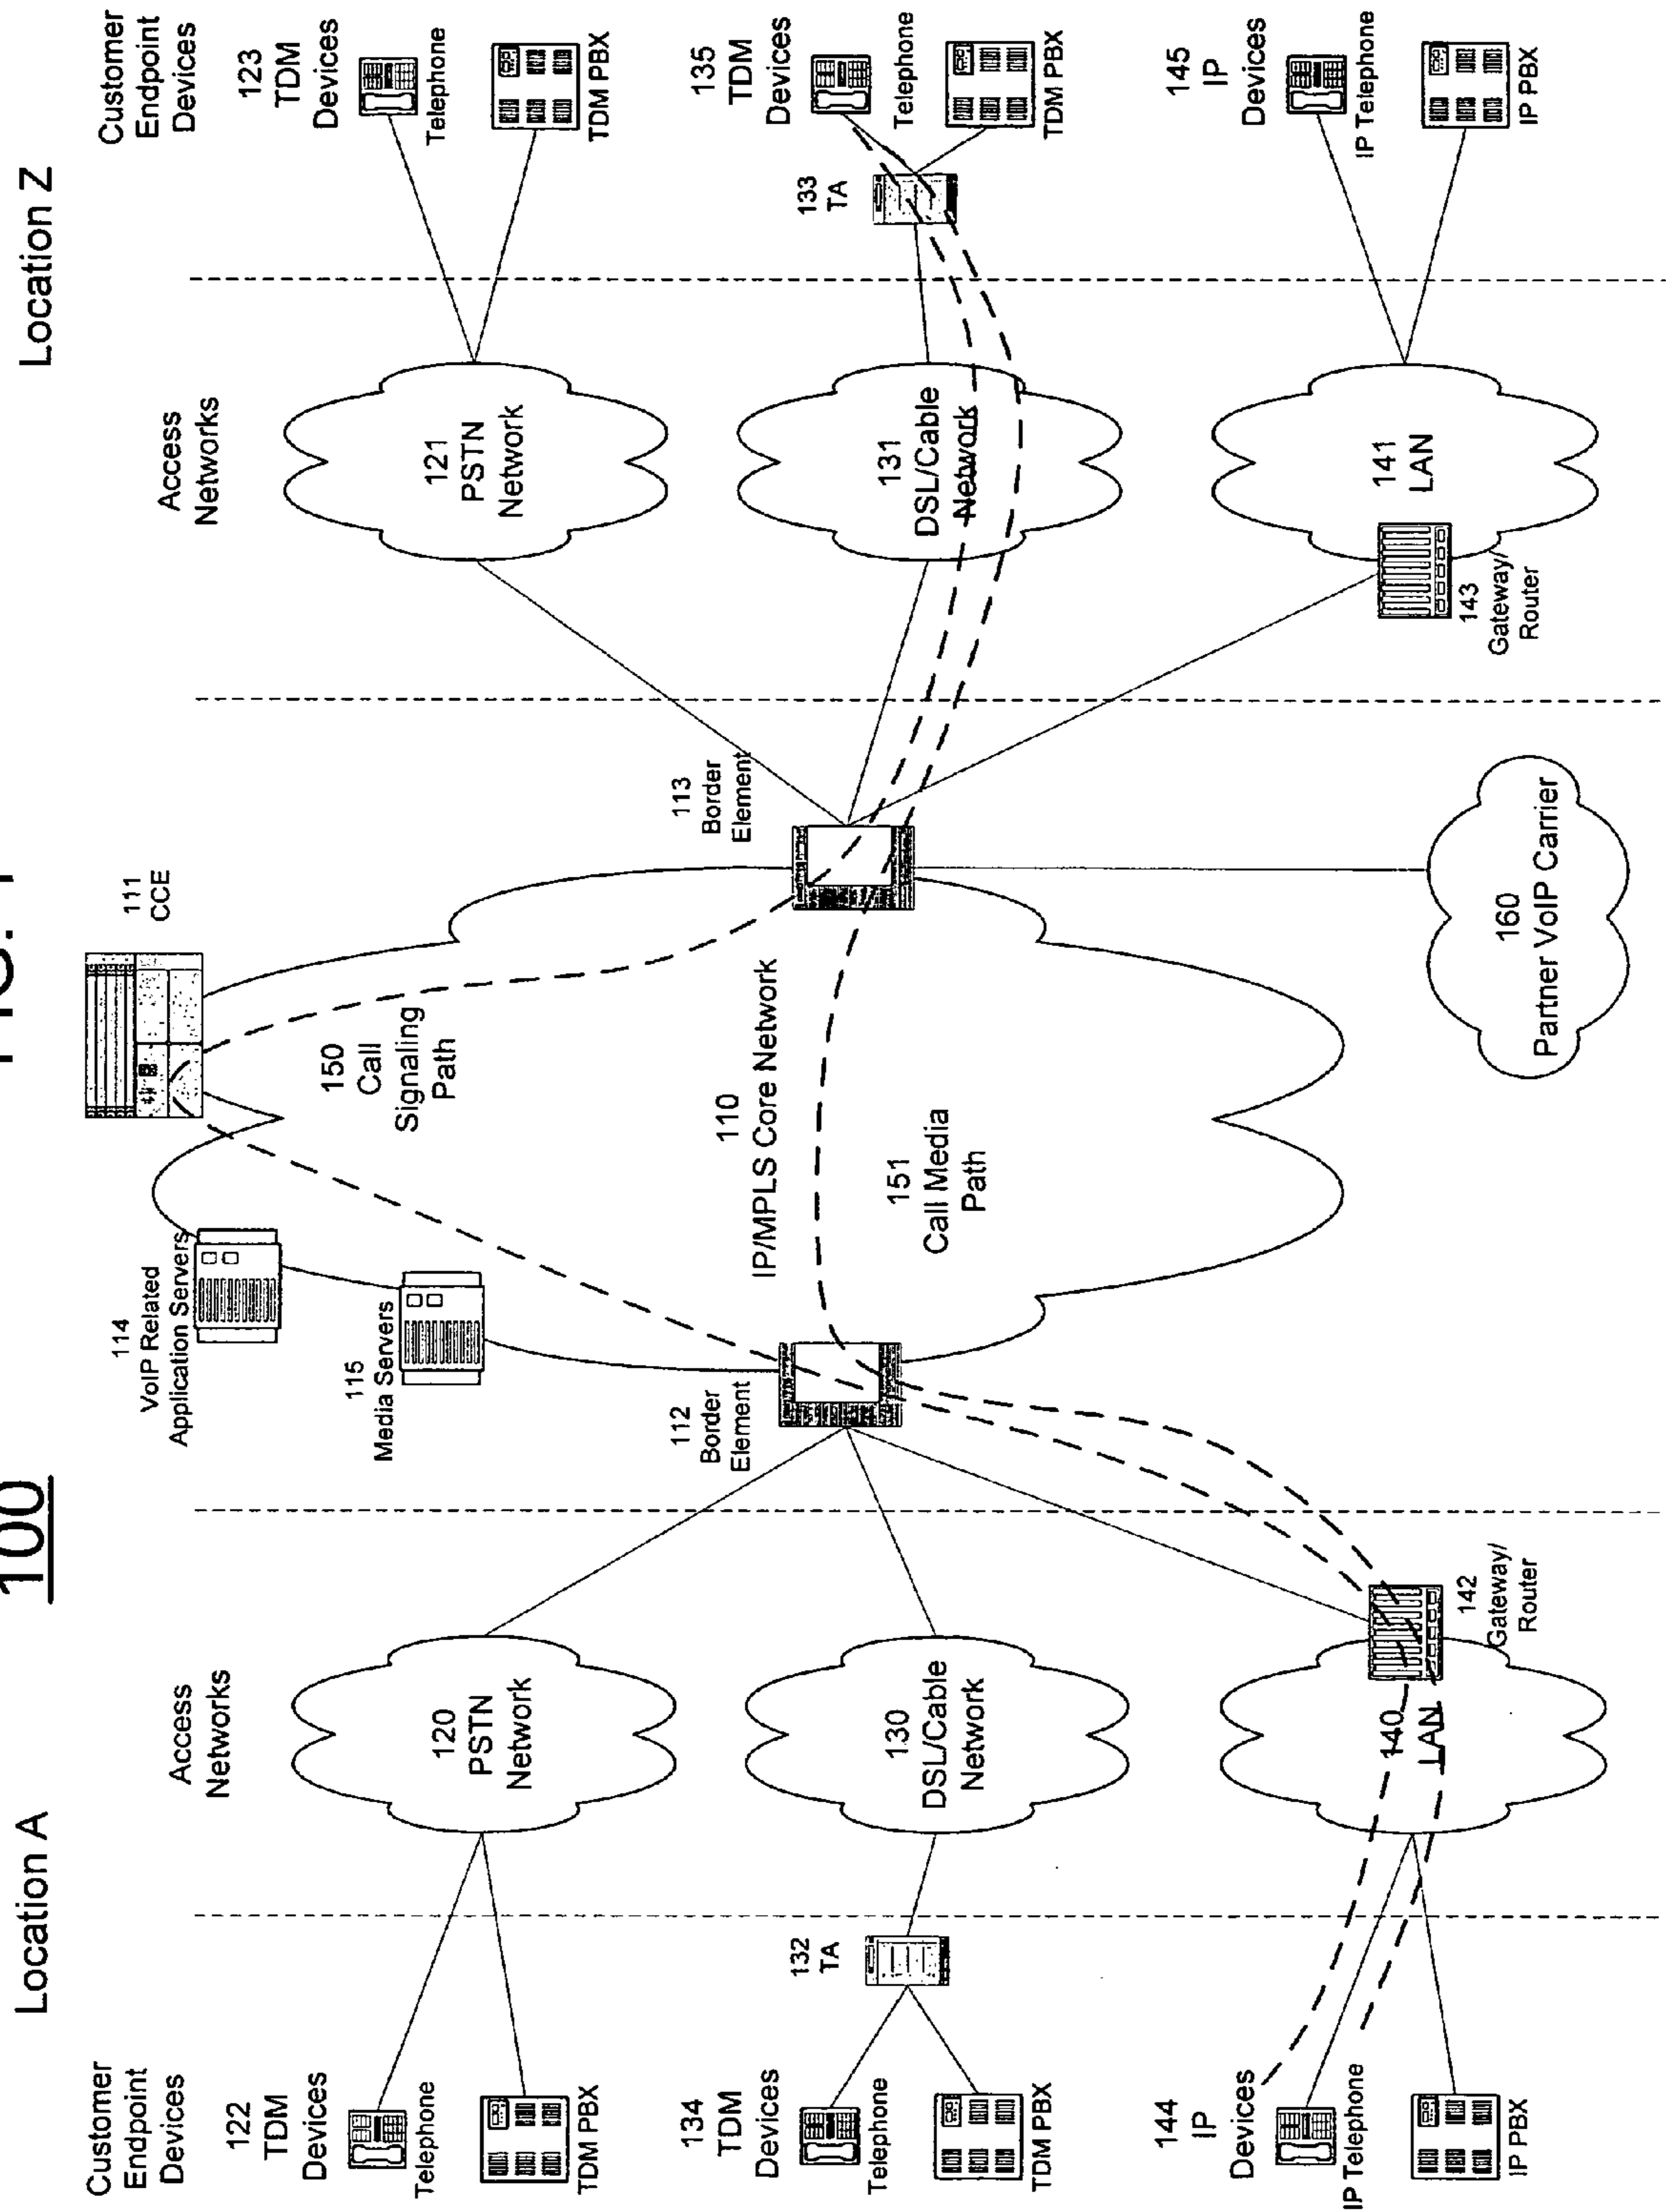 100
FIG. 1
Location A
Location Z
Customer
Endpoint
Devices
Access
Networks
Access
Networks
Customer
Endpoint
Devices
122
TDM
Devices
Telephone
TDM PBX
134
TDM
Devices
Telephone
TDM PBX
144
IP
Devices
IP Telephone
IP PBX
132
TA
120
PSTN
Network
130
DSL/Cable
Network
140
LAN
142
Gateway/
Router
114
VoIP Related
Application Servers
115
Media Servers
112
Border
Element
111
CCE
150
Call
Signaling
Path
110
IP/MPLS Core Network
151
Call Media
Path
113
Border
Element
160
Partner VoIP Carrier
121
PSTN
Network
131
DSL/Cable
Network
141
LAN
143
Gateway/
Router
133
TA
123
TDM
Devices
Telephone
TDM PBX
135
TDM
Devices
Telephone
TDM PBX
145
IP
Devices
IP Telephone
IP PBX